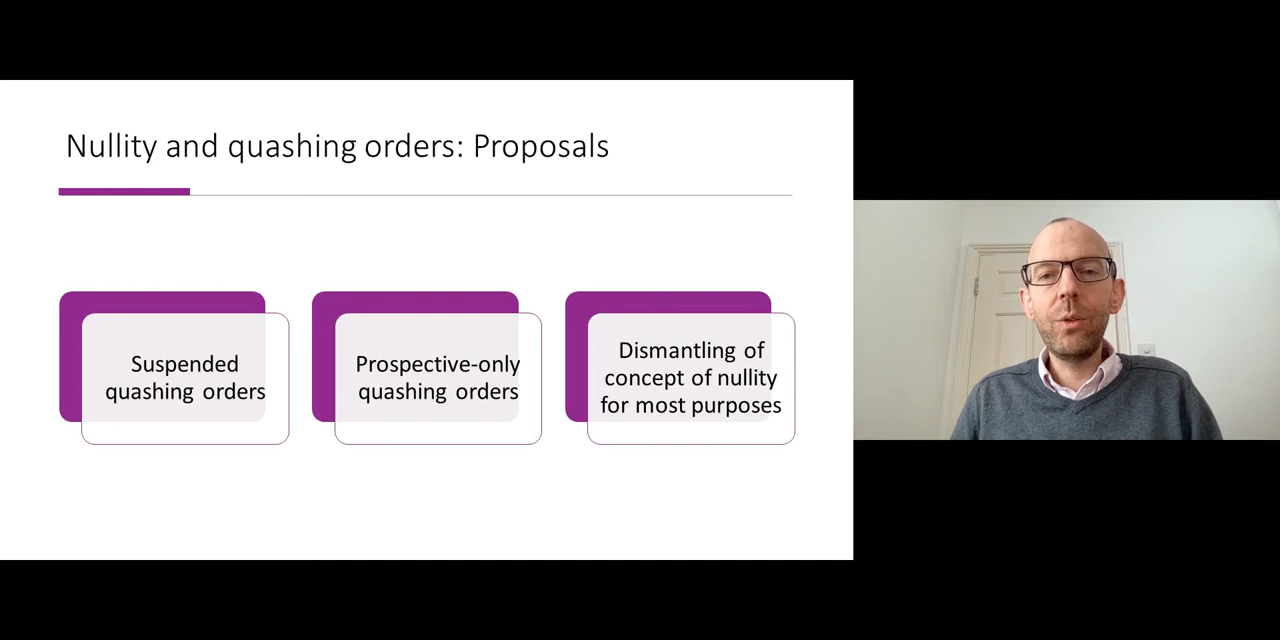 Nullity and quashing orders: Proposals
Suspended
quashing orders
Prospective-only
quashing orders
Dismantling of
concept of nullity
for most purposes